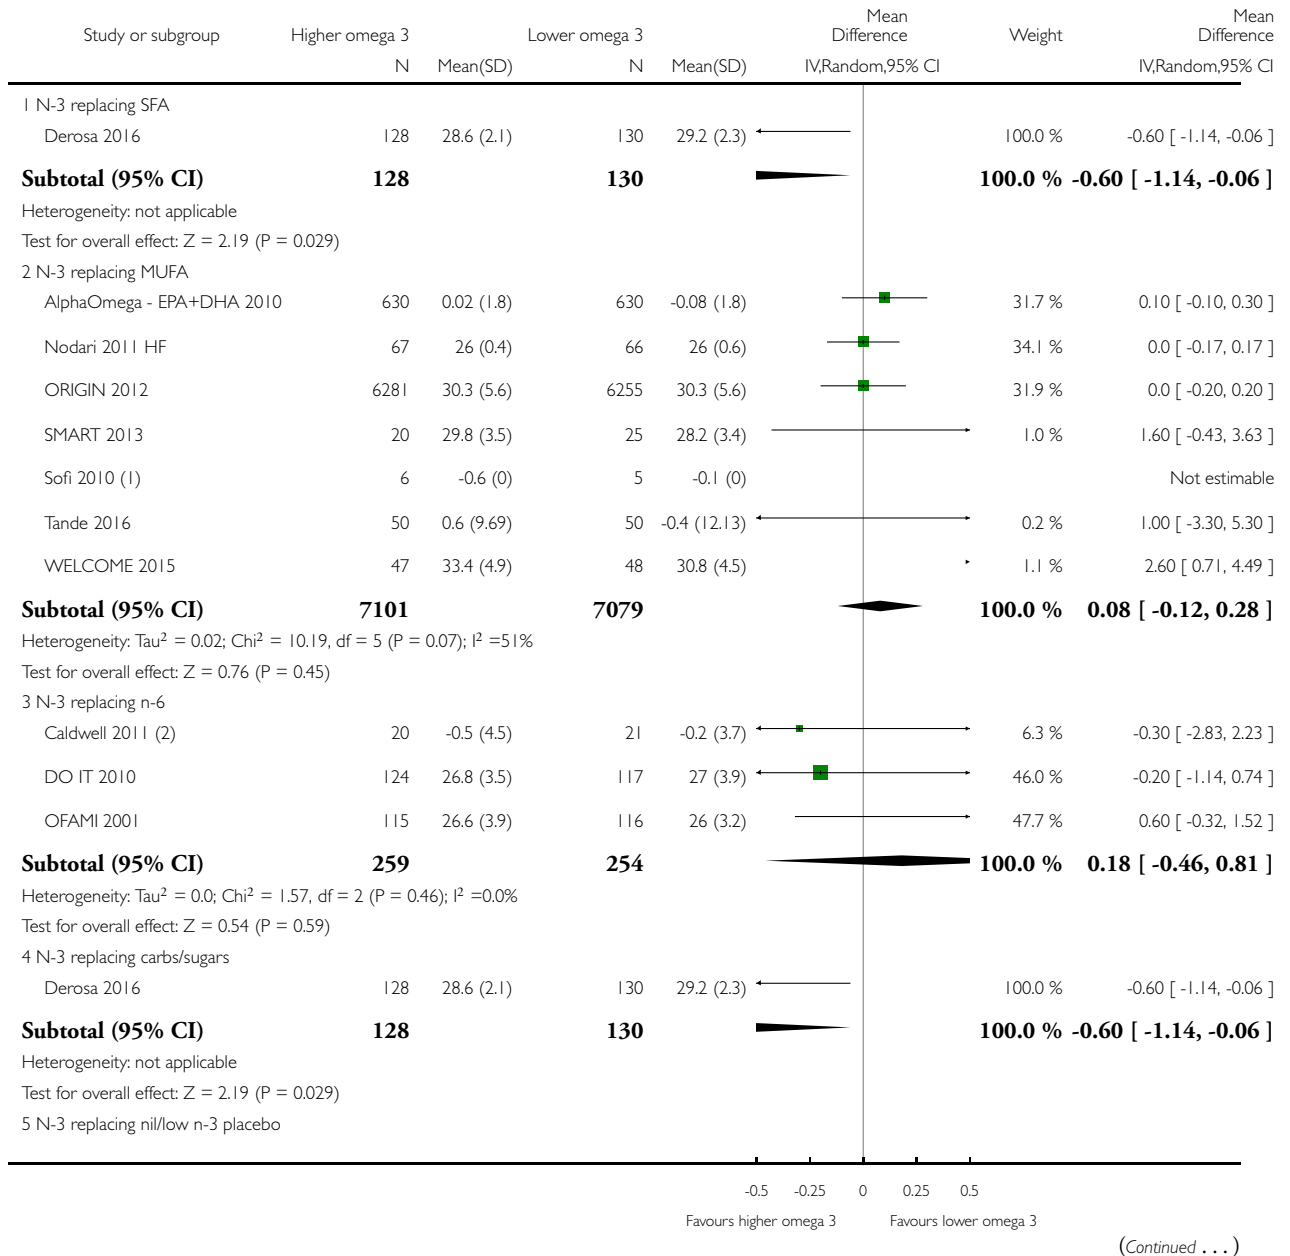 Study or subgroup Higher omega 3 Lower omega 3 Mean Difference Weight Mean Difference
N Mean(SD) N Mean(SD) IV,Random,95% CI IV,Random,95% CI
1 N-3 replacing SFA
Derosa 2016 128 28.6 (2.1) 130 29.2 (2.3) 100.0 % -0.60 [ -1.14, -0.06 ]
Subtotal (95% CI) 128 130 100.0 % -0.60 [ -1.14, -0.06 ]
Heterogeneity: not applicable
Test for overall effect: Z = 2.19 (P = 0.029)
2 N-3 replacing MUFA
AlphaOmega - EPA+DHA 2010 630 0.02 (1.8) 630 -0.08 (1.8) 31.7 % 0.10 [ -0.10, 0.30 ]
Nodari 2011 HF 67 26 (0.4) 66 26 (0.6) 34.1 % 0.0 [ -0.17, 0.17 ]
ORIGIN 2012 6281 30.3 (5.6) 6255 30.3 (5.6) 31.9 % 0.0 [ -0.20, 0.20 ]
SMART 2013 20 29.8 (3.5) 25 28.2 (3.4) 1.0 % 1.60 [ -0.43, 3.63 ]
Sofi 2010 (1) 6 -0.6 (0) 5 -0.1 (0) Not estimable
Tande 2016 50 0.6 (9.69) 50 -0.4 (12.13) 0.2 % 1.00 [ -3.30, 5.30 ]
WELCOME 2015 47 33.4 (4.9) 48 30.8 (4.5) 1.1 % 2.60 [ 0.71, 4.49 ]
Subtotal (95% CI) 7101 7079 100.0 % 0.08 [ -0.12, 0.28 ]
Heterogeneity: Tau² = 0.02; Chi² = 10.19, df = 5 (P = 0.07); I² =51%
Test for overall effect: Z = 0.76 (P = 0.45)
3 N-3 replacing n-6
Caldwell 2011 (2) 20 -0.5 (4.5) 21 -0.2 (3.7) 6.3 % -0.30 [ -2.83, 2.23 ]
DO IT 2010 124 26.8 (3.5) 117 27 (3.9) 46.0 % -0.20 [ -1.14, 0.74 ]
OFAMI 2001 115 26.6 (3.9) 116 26 (3.2) 47.7 % 0.60 [ -0.32, 1.52 ]
Subtotal (95% CI) 259 254 100.0 % 0.18 [ -0.46, 0.81 ]
Heterogeneity: Tau² = 0.0; Chi² = 1.57, df = 2 (P = 0.46); I² =0.0%
Test for overall effect: Z = 0.54 (P = 0.59)
4 N-3 replacing carbs/sugars
Derosa 2016 128 28.6 (2.1) 130 29.2 (2.3) 100.0 % -0.60 [ -1.14, -0.06 ]
Subtotal (95% CI) 128 130 100.0 % -0.60 [ -1.14, -0.06 ]
Heterogeneity: not applicable
Test for overall effect: Z = 2.19 (P = 0.029)
5 N-3 replacing nil/low n-3 placebo
-0.5 -0.25 0 0.25 0.5
Favours higher omega 3 Favours lower omega 3
(Continued . . . )